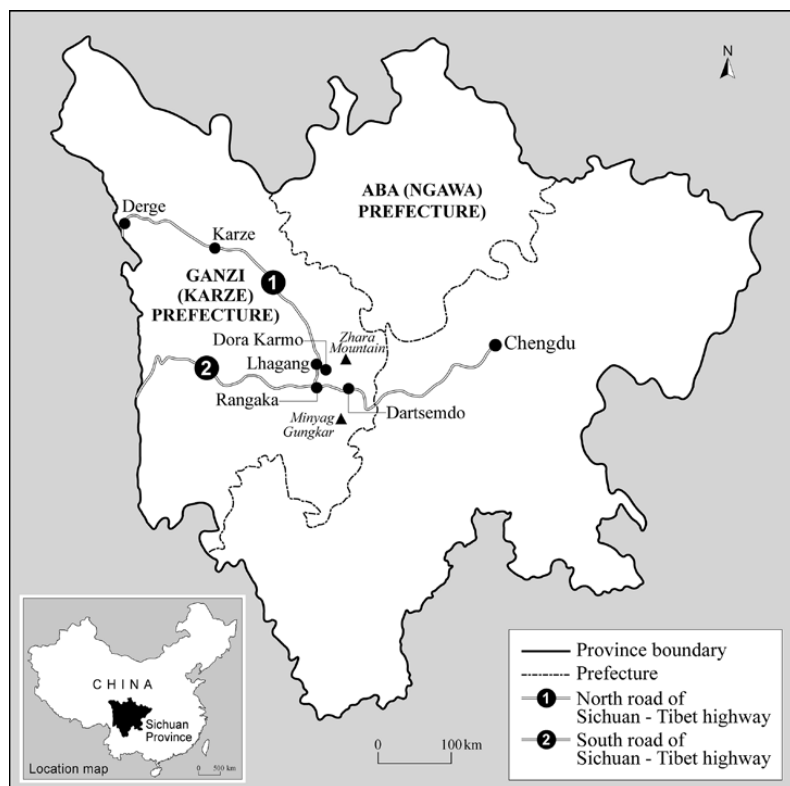 N
ABA (NGAWA)
PREFECTURE)
Derge
Karze
GANZI
(KARZE)
PREFECTURE)
1
Dora Karmo
Zhara
Mountain
Chengdu
Lhagang
2
Rangaka
Dartsemdo
Minyag
Gungkar
CHINA
Sichuan
Province
Location map
0 500 km
0 100 km
Province boundary
Prefecture
1 North road of
Sichuan - Tibet highway
2 South road of
Sichuan - Tibet highway